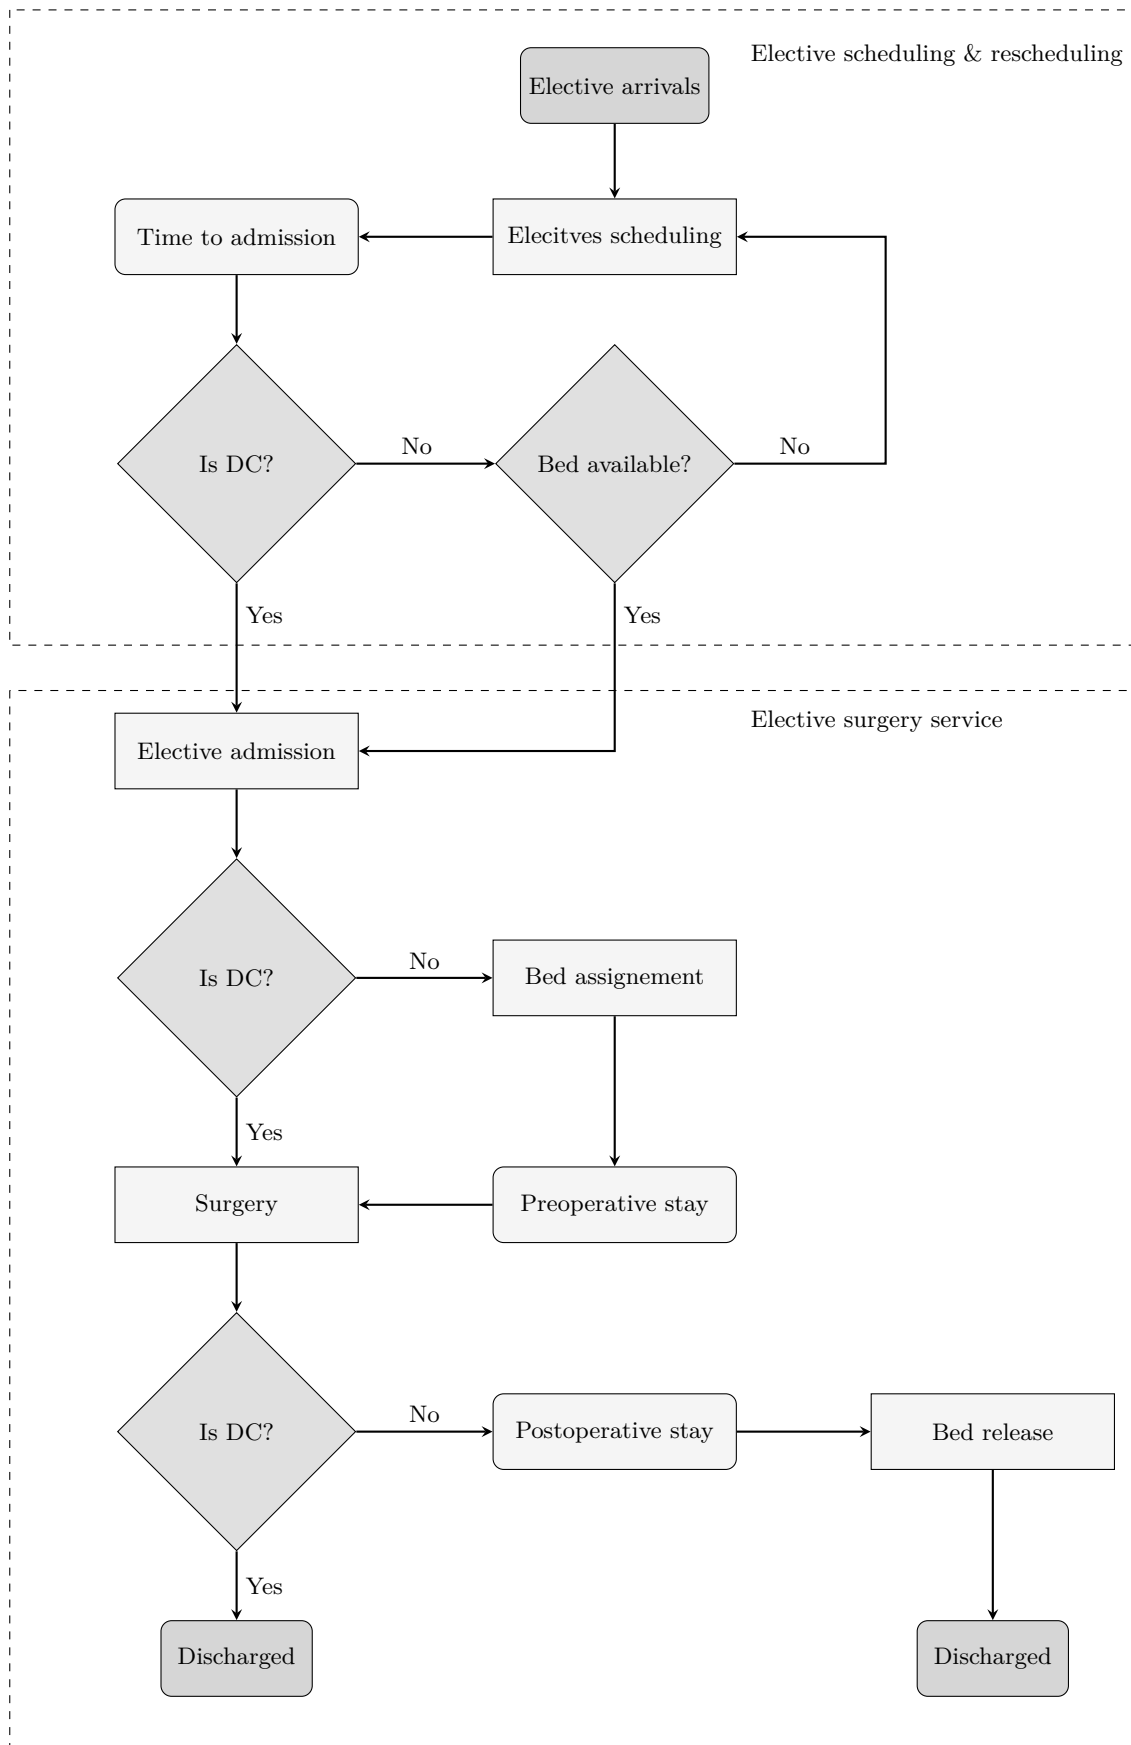 Elective scheduling & rescheduling
Elective arrivals
Time to admission
Elecitves scheduling
Is DC?
No
Bed available?
No
Yes
Yes
Elective surgery service
Elective admission
Is DC?
No
Bed assignement
Yes
Surgery
Preoperative stay
Is DC?
No
Postoperative stay
Bed release
Yes
Discharged
Discharged